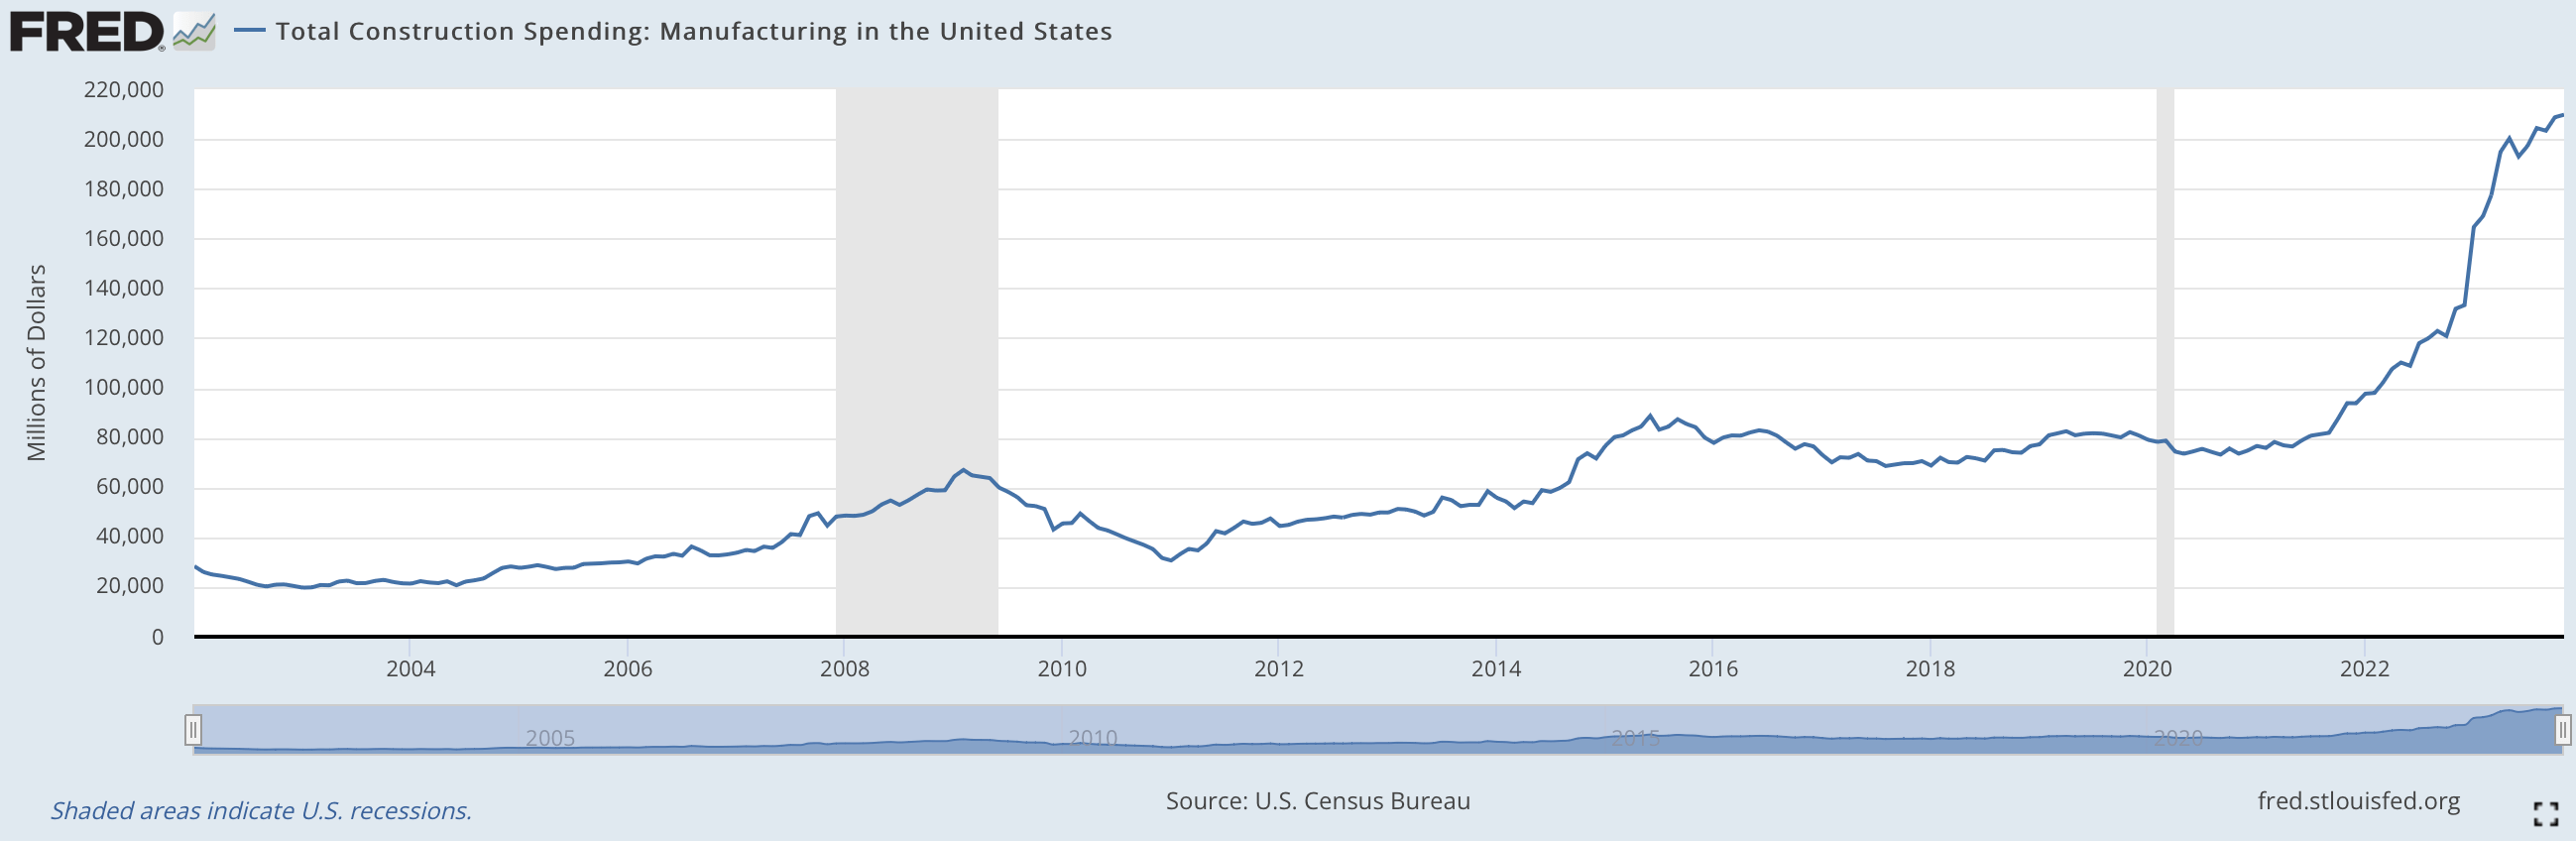 FRED
Total Construction Spending: Manufacturing in the United States
Millions of Dollars
220,000
200,000
180,000
160,000
140,000
120,000
100,000
80,000
60,000
40,000
20,000
0
2004 2006 2008 2010 2012 2014 2016 2018 2020 2022
2005 2010 2015 2020
Shaded areas indicate U.S. recessions.
Source: U.S. Census Bureau
fred.stlouisfed.org